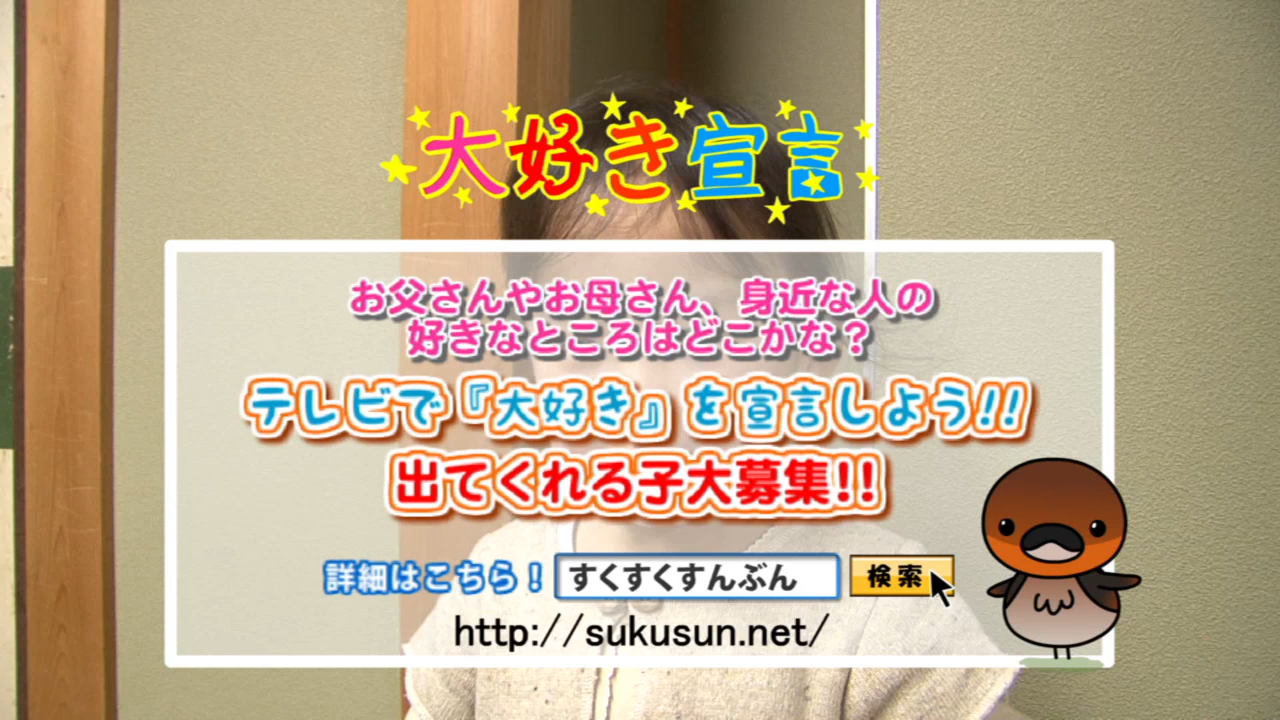 大好き宣言
お父さんやお母さん、身近な人の
好きなところはどこかな？
テレビで『大好き』を宣言しよう!!
出てくれる子大募集!!
詳細はこちら！ すくすくすんぶん 検索
http://sukusun.net/